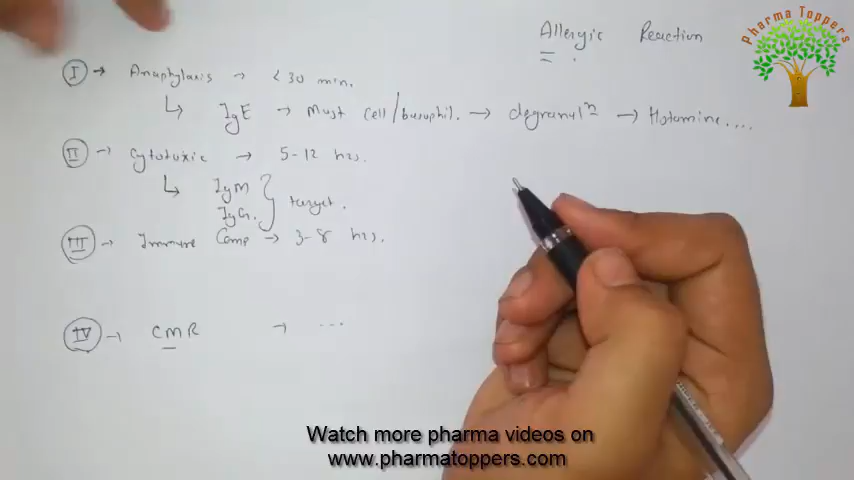 Pharma Toppers
Allergic Reaction
I → Anaphylaxis → < 30 min.
↳ IgE → Mast Cell/basophil. → degranulⁿ → Histamine....
II → Cytotoxic → 5-12 hrs.
↳ IgM
IgG. } target.
III → Immune Comp → 3-8 hrs.
IV → CMR → ...
Watch more pharma videos on
www.pharmatoppers.com